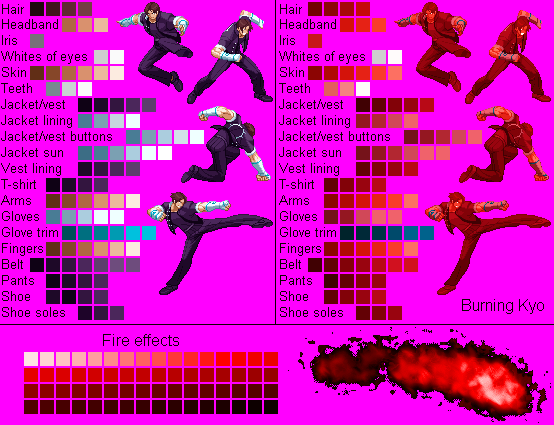 Hair
Headband
Iris
Whites of eyes
Skin
Teeth
Jacket/vest
Jacket lining
Jacket/vest buttons
Jacket sun
Vest lining
T-shirt
Arms
Gloves
Glove trim
Fingers
Belt
Pants
Shoe
Shoe soles
Hair
Headband
Iris
Whites of eyes
Skin
Teeth
Jacket/vest
Jacket lining
Jacket/vest buttons
Jacket sun
Vest lining
T-shirt
Arms
Gloves
Glove trim
Fingers
Belt
Pants
Shoe
Shoe soles
Burning Kyo
Fire effects